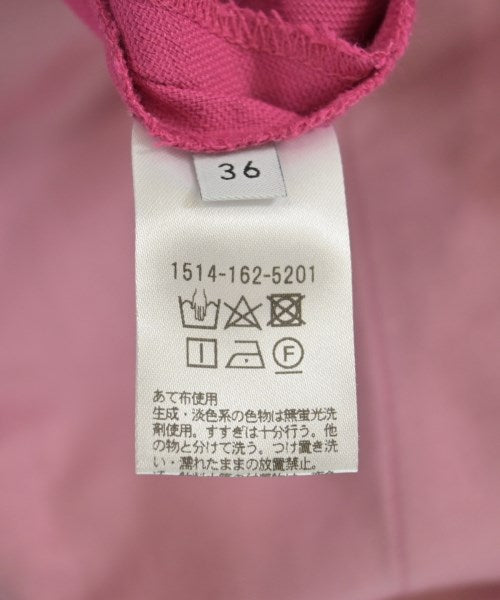 36
1514-162-5201
F
あて布使用
生成・淡色系の色物は無蛍光洗
剤使用。すすぎは十分行う。他
の物と分けて洗う。つけ置き洗
い・濡れたままの放置禁止。